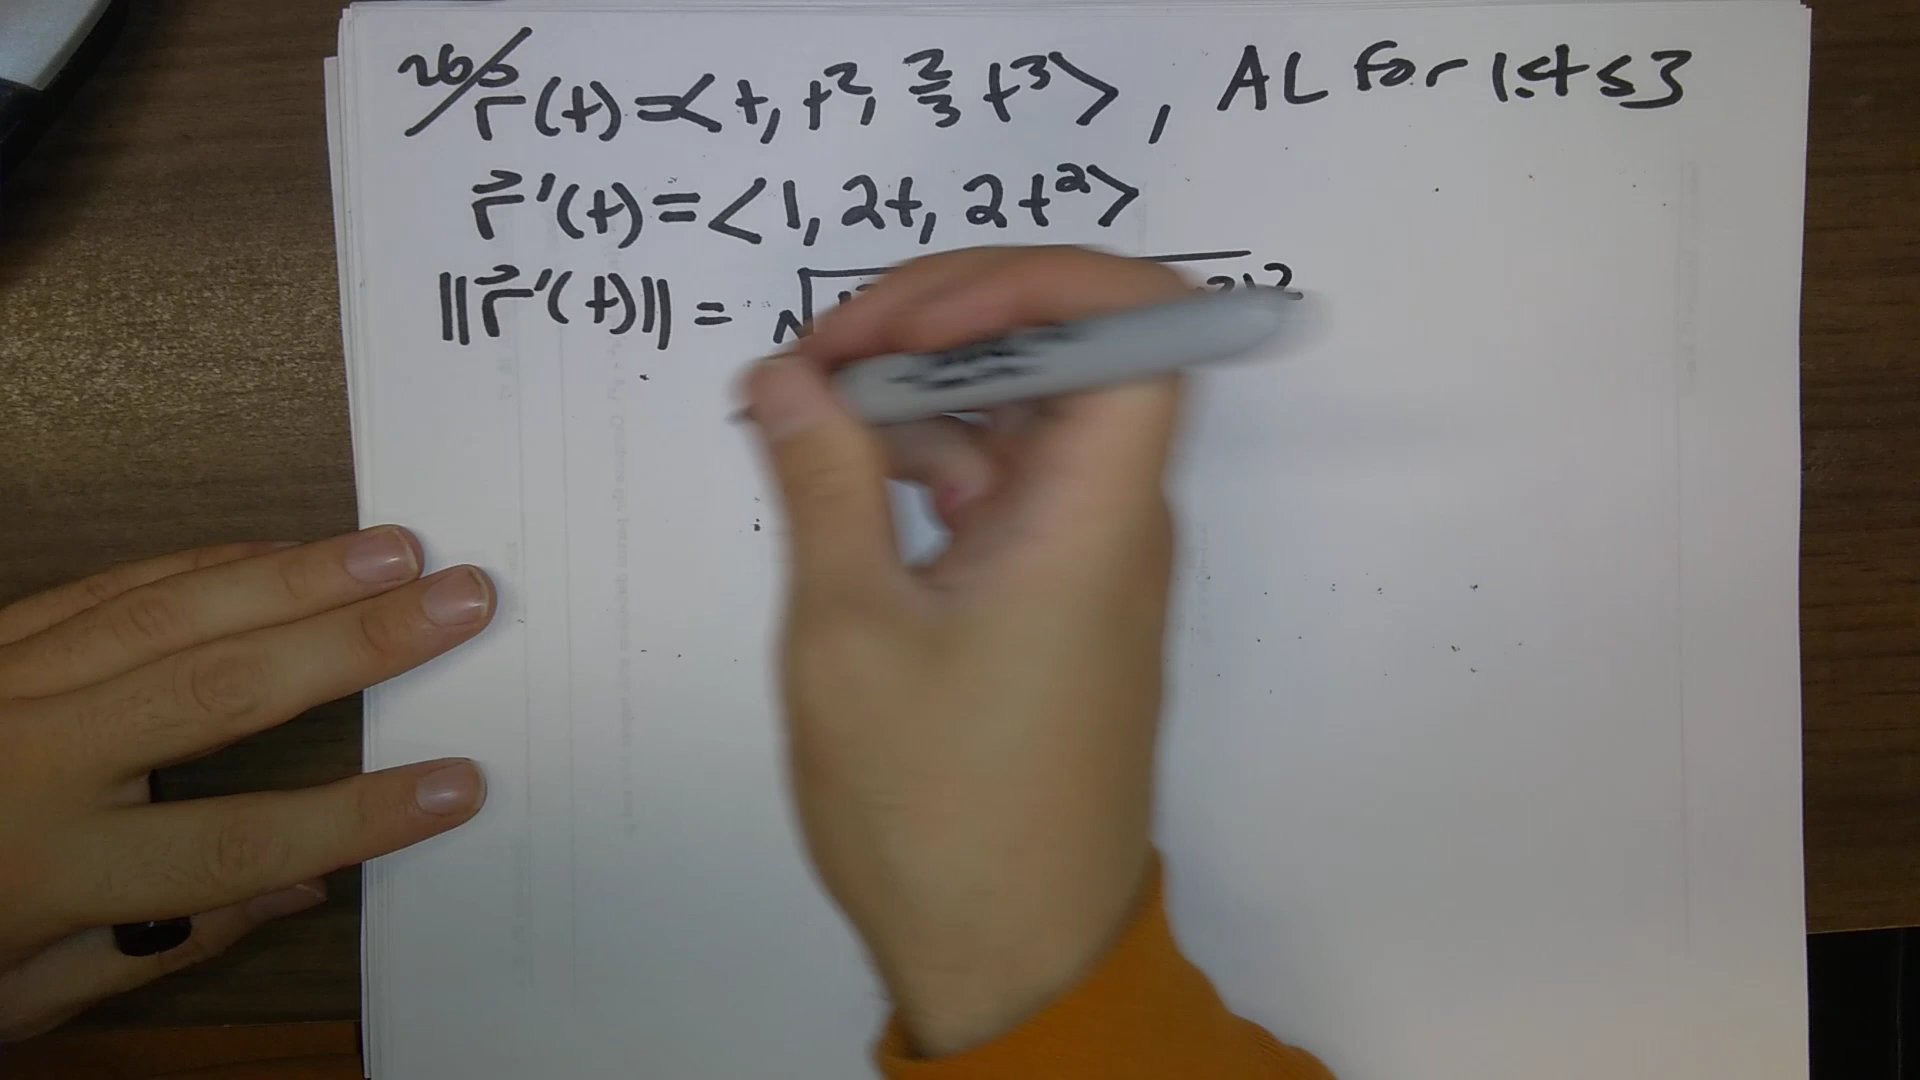 26/ r(t) = <t, t², 2/3 t³>, AL for 1≤t≤3
r⃗'(t) = <1, 2t, 2t²>
||r⃗'(t)|| = √